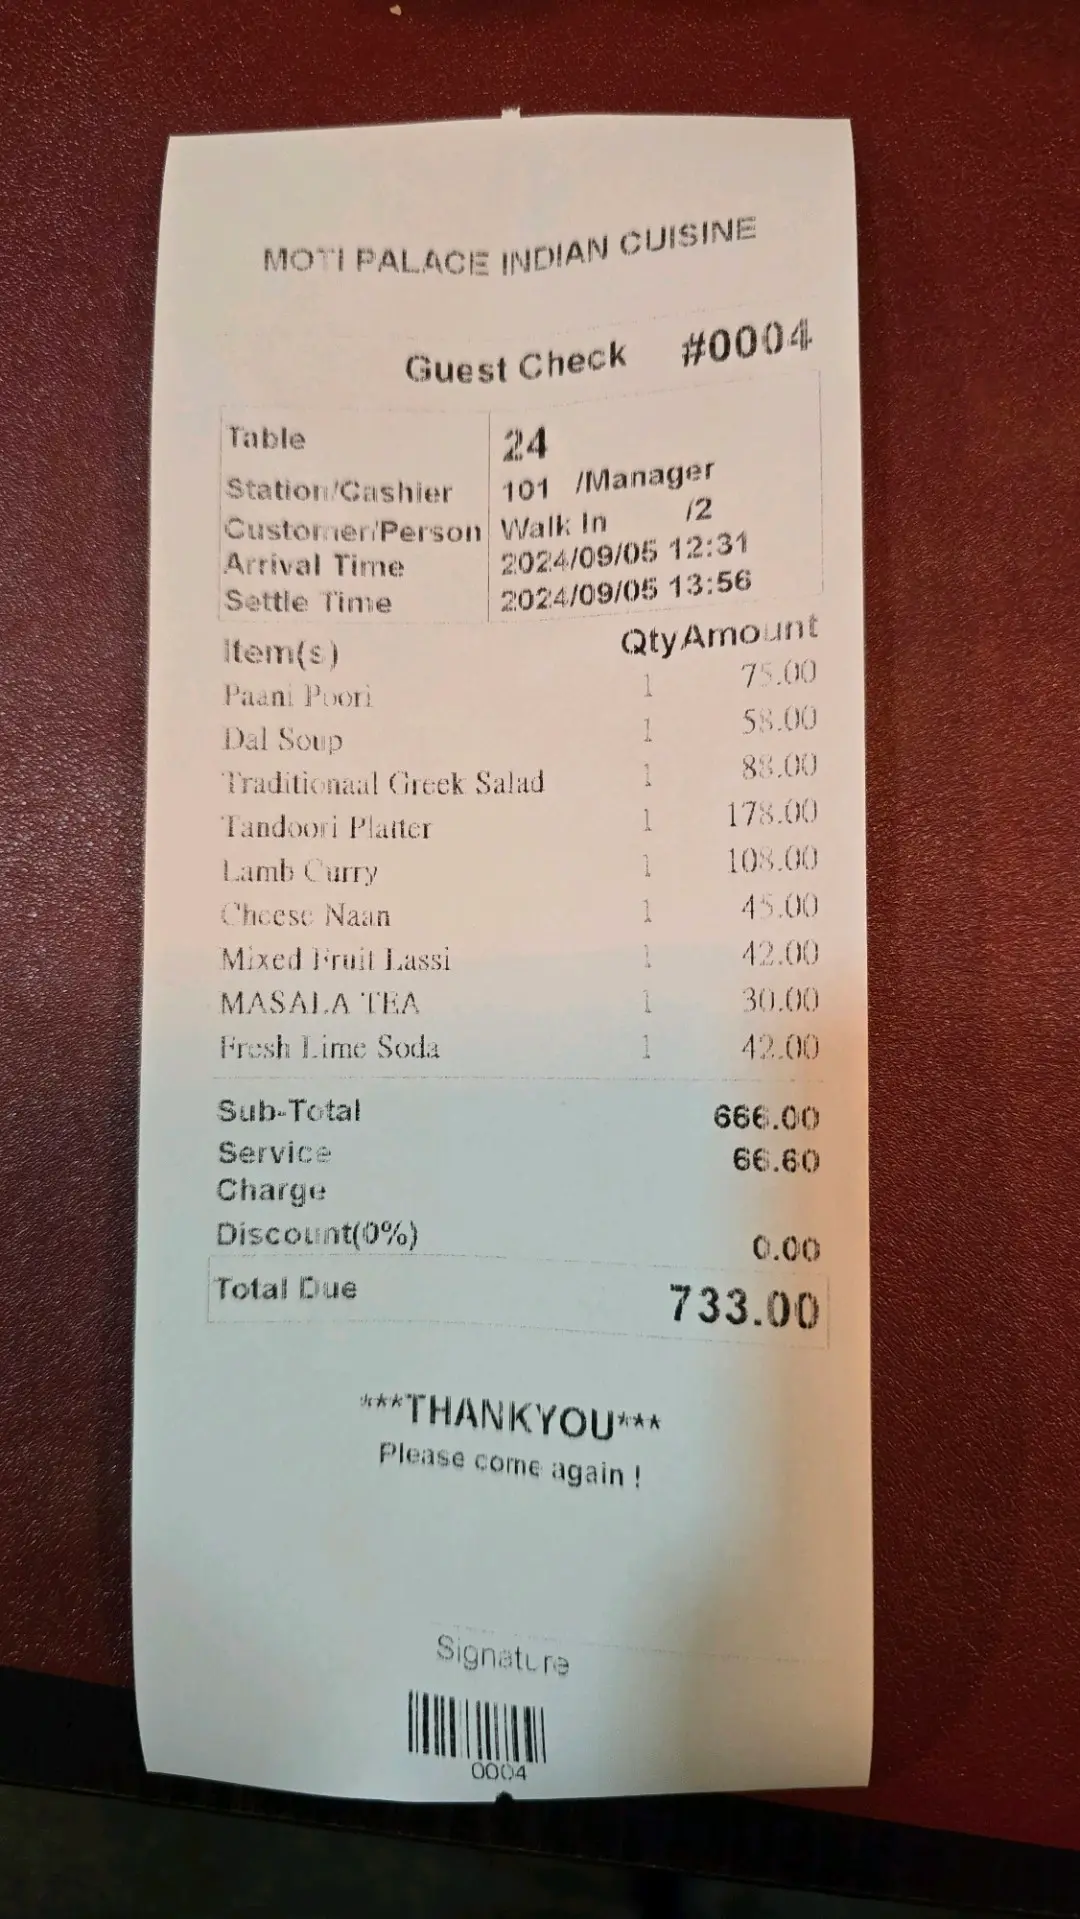 MOTI PALACE INDIAN CUISINE
Guest Check #0004
Table 24
Station/Cashier 101 /Manager
Customer/Person Walk In /2
Arrival Time 2024/09/05 12:31
Settle Time 2024/09/05 13:56
Item(s) Qty Amount
Paani Poori 1 75.00
Dal Soup 1 58.00
Traditionaal Greek Salad 1 88.00
Tandoori Platter 1 178.00
Lamb Curry 1 108.00
Cheese Naan 1 45.00
Mixed Fruit Lassi 1 42.00
MASALA TEA 1 30.00
Fresh Lime Soda 1 42.00
Sub-Total 666.00
Service 66.60
Charge
Discount(0%) 0.00
Total Due 733.00
***THANKYOU***
Please come again !
Signature
0004